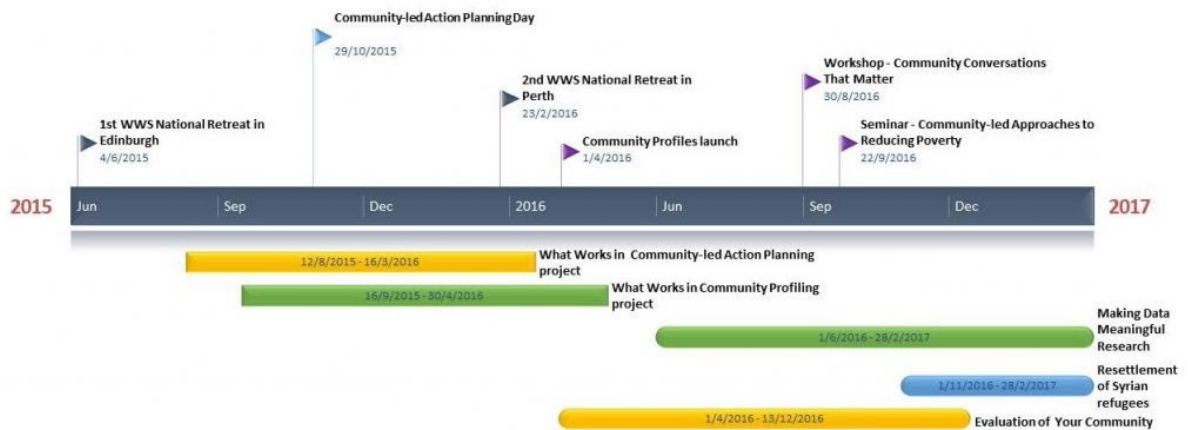 Community-led Action Planning Day
29/10/2015
2nd WWS National Retreat in
Perth
23/2/2016
Workshop - Community Conversations
That Matter
30/8/2016
1st WWS National Retreat in
Edinburgh
4/6/2015
Community Profiles launch
1/4/2016
Seminar - Community-led Approaches to
Reducing Poverty
22/9/2016
2015
Jun
Sep
Dec
2016
Jun
Sep
Dec
2017
12/8/2015 - 16/3/2016
What Works in Community-led Action Planning
project
16/9/2015 - 30/4/2016
What Works in Community Profiling
project
1/6/2016 - 28/2/2017
Making Data
Meaningful
Research
1/11/2016 - 28/2/2017
Resettlement
of Syrian
refugees
1/4/2016 - 13/12/2016
Evaluation of Your Community